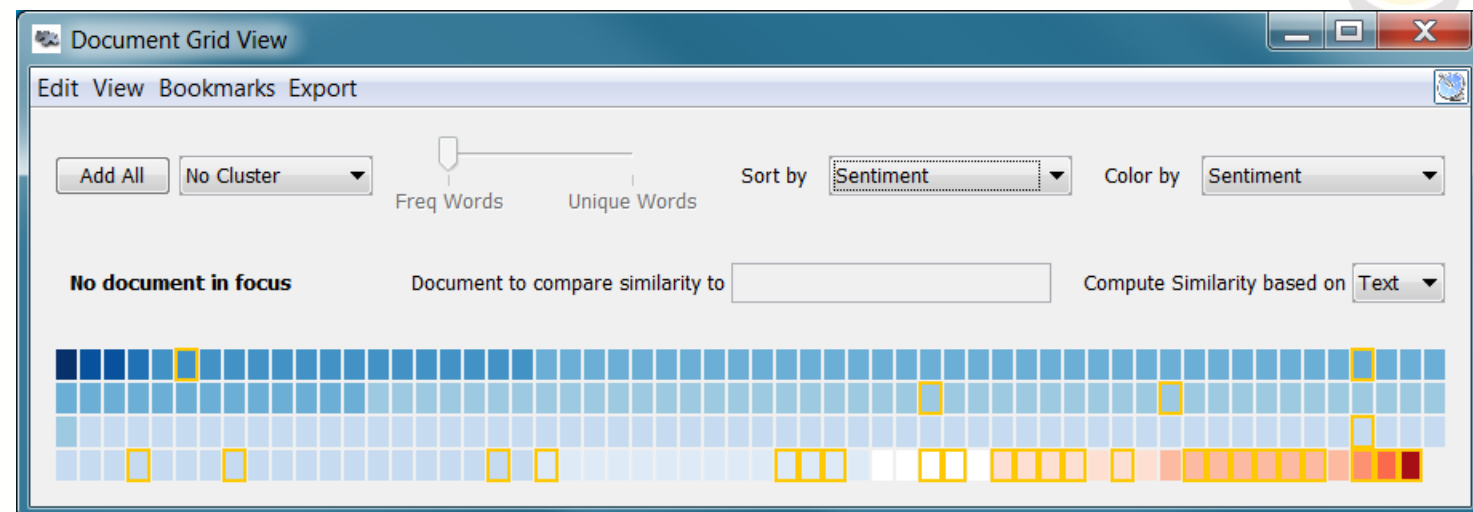 Document Grid View
Edit View Bookmarks Export
Add All No Cluster Freq Words Unique Words Sort by Sentiment Color by Sentiment
No document in focus Document to compare similarity to Compute Similarity based on Text